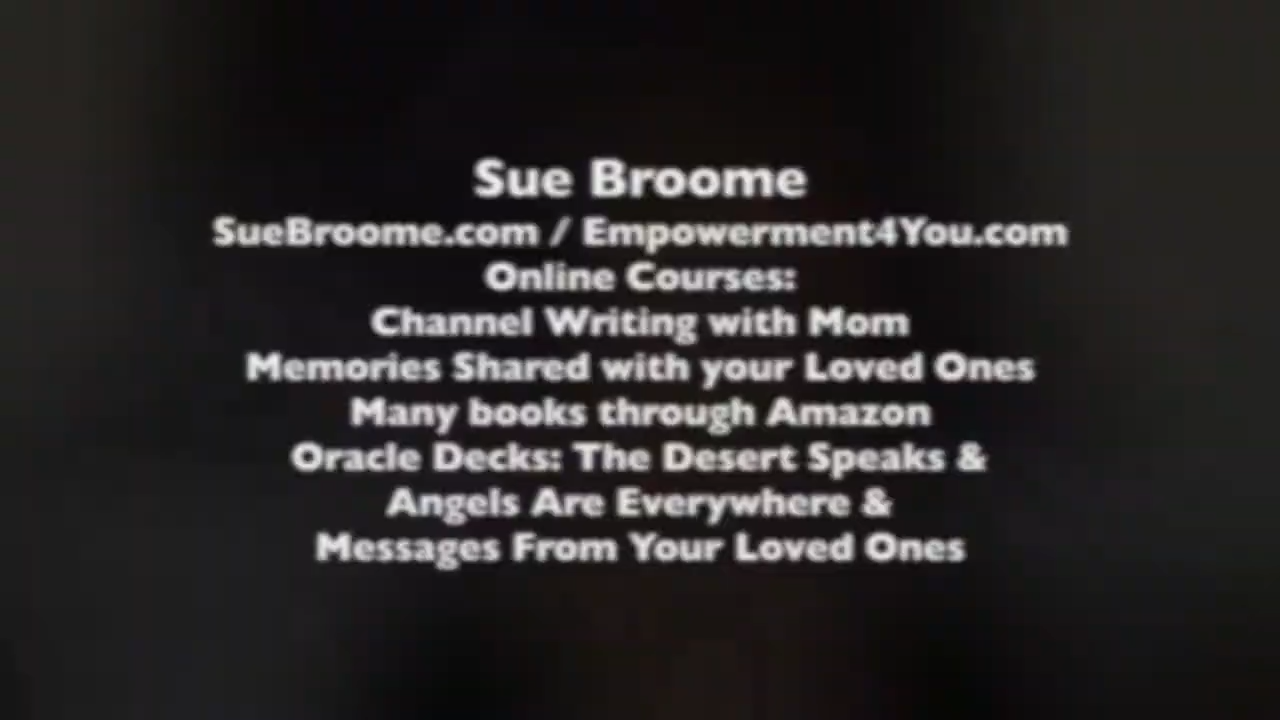 Sue Broome
SueBroome.com / Empowerment4You.com
Online Courses:
Channel Writing with Mom
Memories Shared with your Loved Ones
Many books through Amazon
Oracle Decks: The Desert Speaks &
Angels Are Everywhere &
Messages From Your Loved Ones